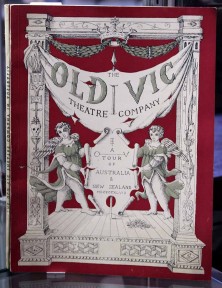 THE
OLD VIC
THEATRE COMPANY
A
TOUR
OF
AUSTRALIA
&
NEW ZEALAND